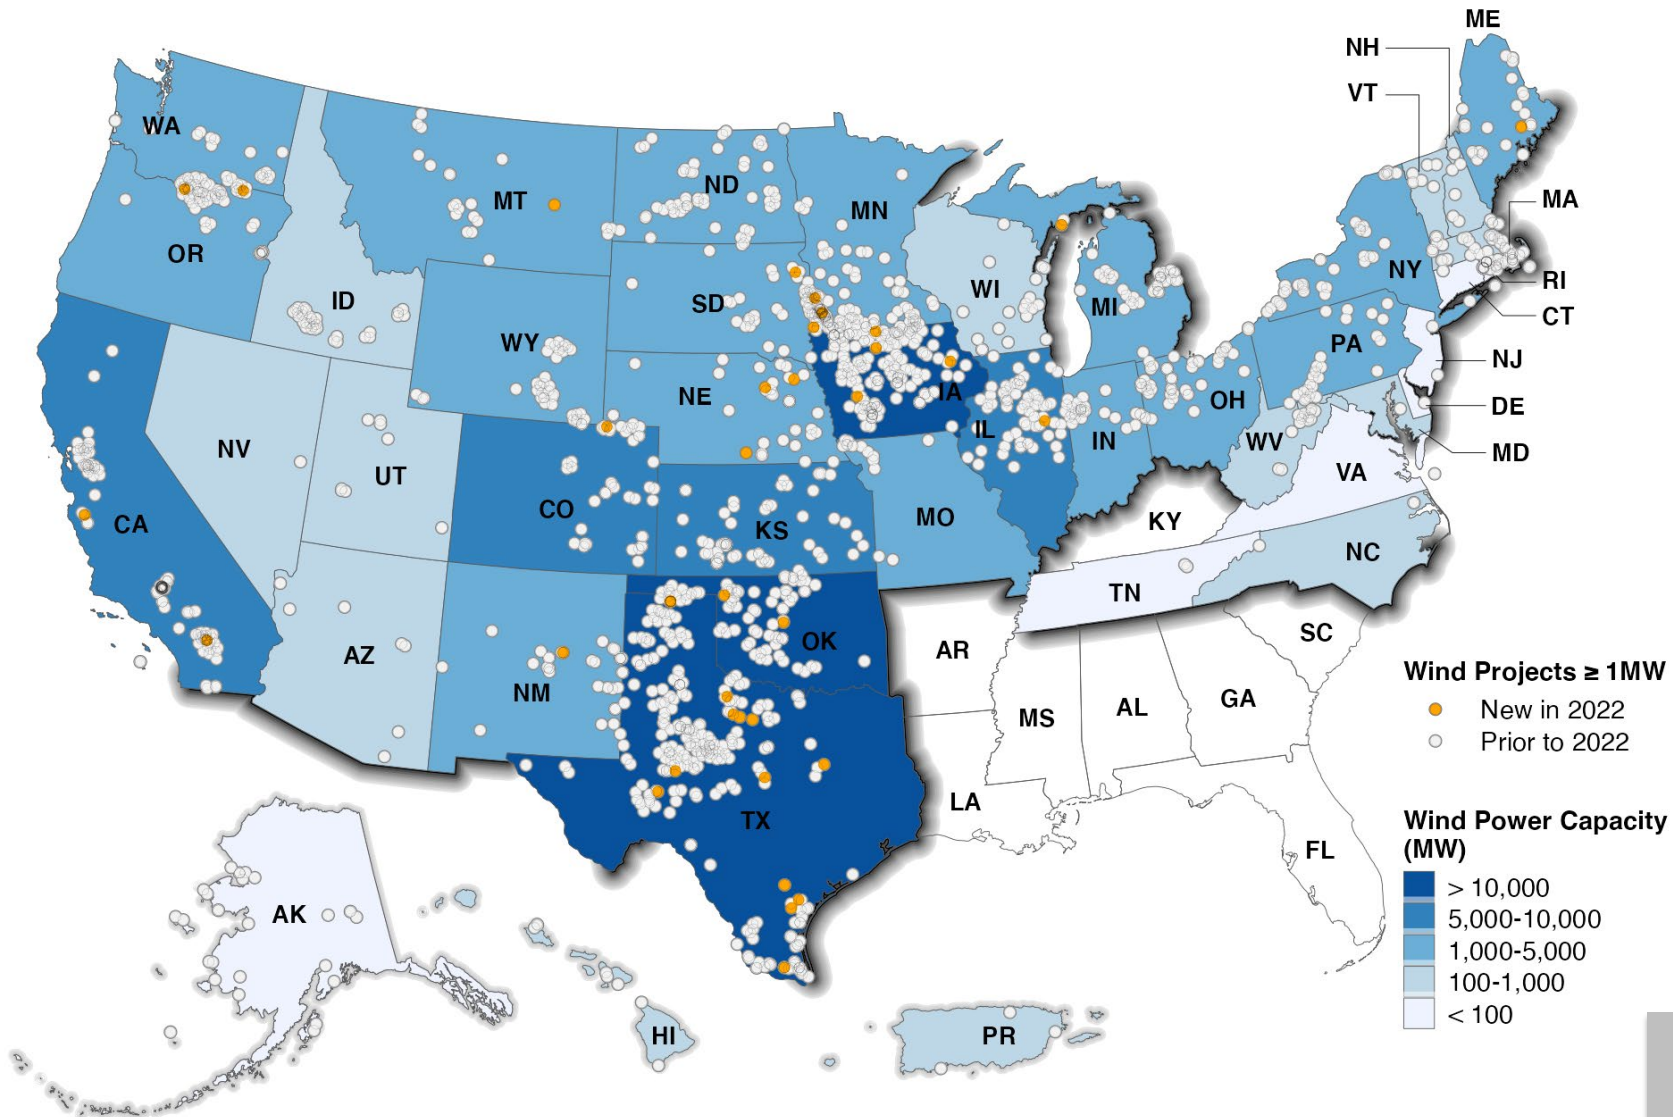 ME
NH
VT
WA
MT
ND
MN
MA
OR
ID
SD
WI
MI
NY
RI
CT
WY
NE
IA
PA
NJ
NV
UT
CO
IL
IN
OH
WV
DE
MD
VA
CA
KS
MO
KY
NC
TN
AZ
NM
OK
AR
SC
MS
AL
GA
TX
LA
FL
Wind Projects ≥ 1MW
New in 2022
Prior to 2022
Wind Power Capacity
(MW)
> 10,000
5,000-10,000
1,000-5,000
100-1,000
< 100
AK
HI
PR